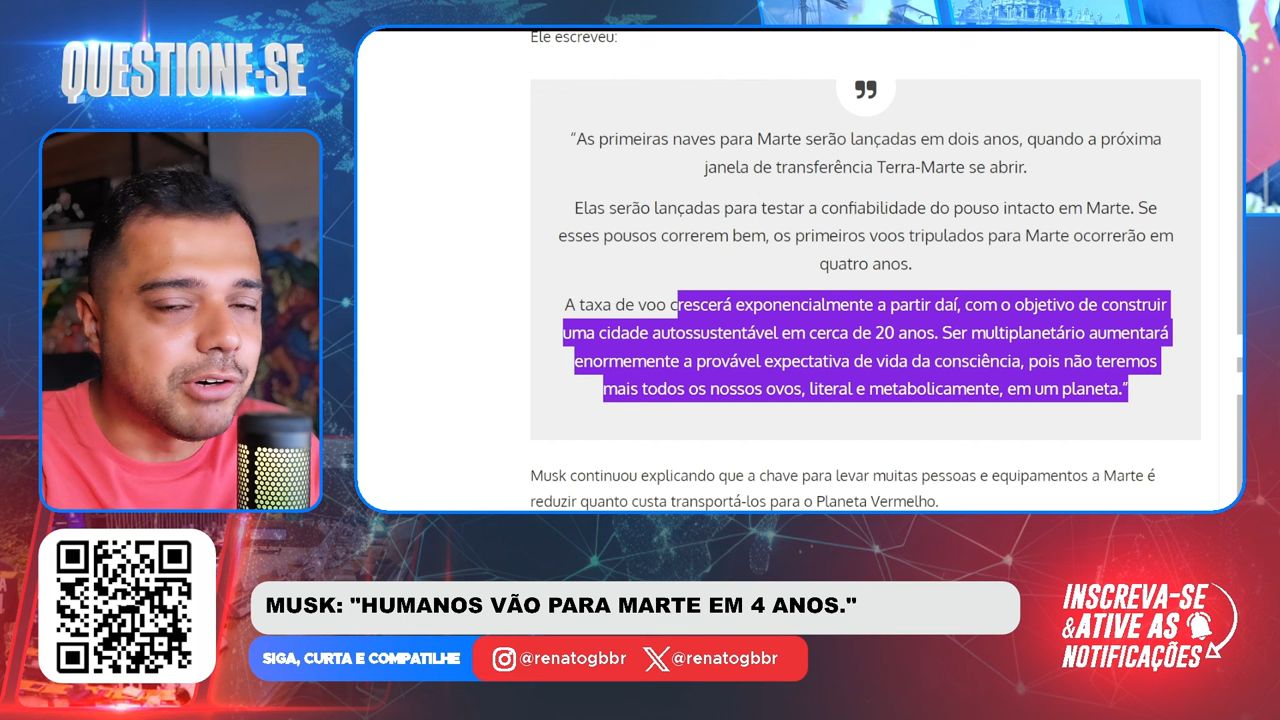 QUESTIONE-SE
Ele escreveu:
”
“As primeiras naves para Marte serão lançadas em dois anos, quando a próxima
janela de transferência Terra-Marte se abrir.
Elas serão lançadas para testar a confiabilidade do pouso intacto em Marte. Se
esses pousos correrem bem, os primeiros voos tripulados para Marte ocorrerão em
quatro anos.
A taxa de voo crescerá exponencialmente a partir daí, com o objetivo de construir
uma cidade autossustentável em cerca de 20 anos. Ser multiplanetário aumentará
enormemente a provável expectativa de vida da consciência, pois não teremos
mais todos os nossos ovos, literal e metabolicamente, em um planeta.”
Musk continuou explicando que a chave para levar muitas pessoas e equipamentos a Marte é
reduzir quanto custa transportá-los para o Planeta Vermelho.
MUSK: "HUMANOS VÃO PARA MARTE EM 4 ANOS."
SIGA, CURTA E COMPATILHE
@renatogbbr
@renatogbbr
INSCREVA-SE
&ATIVE AS
NOTIFICAÇÕES